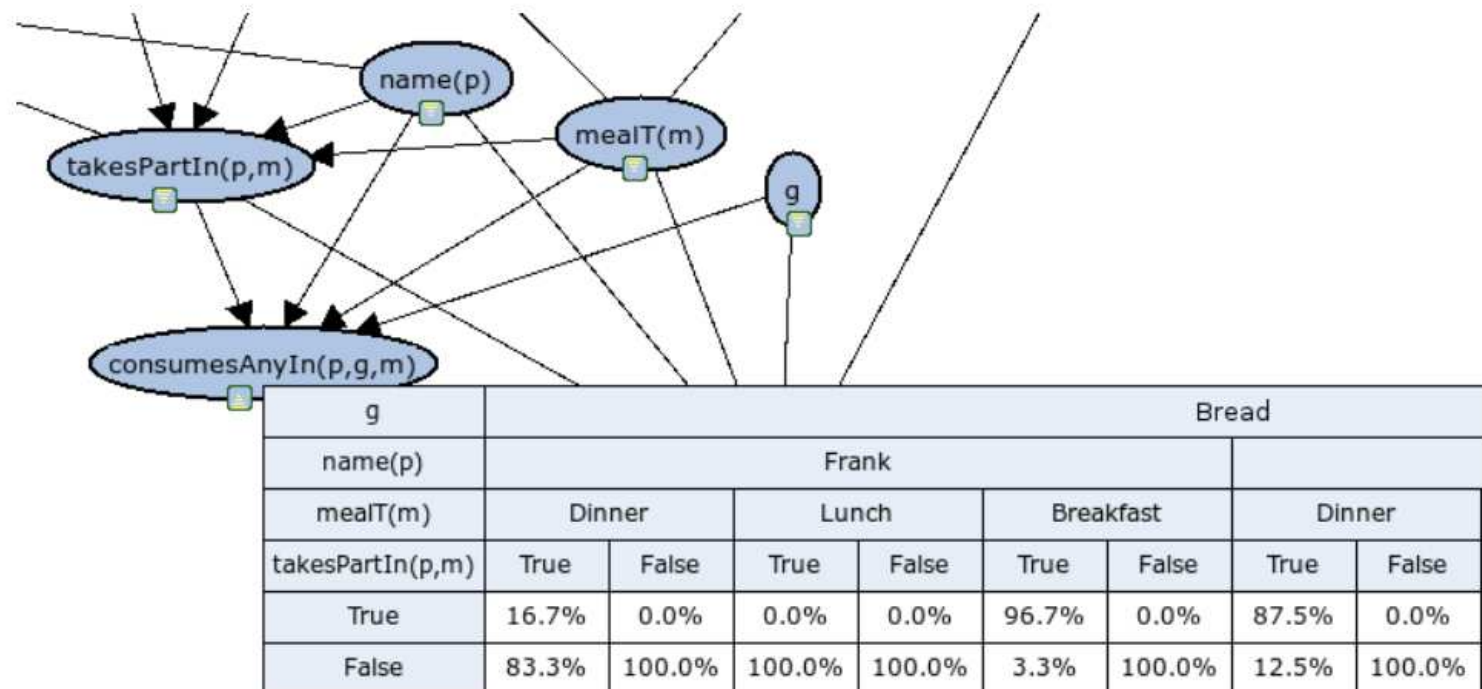 name(p)
mealT(m)
takesPartIn(p,m)
g
consumesAnyIn(p,g,m)
g Bread
name(p) Frank
mealT(m) Dinner Lunch Breakfast Dinner
takesPartIn(p,m) True False True False True False True False
True 16.7% 0.0% 0.0% 0.0% 96.7% 0.0% 87.5% 0.0%
False 83.3% 100.0% 100.0% 100.0% 3.3% 100.0% 12.5% 100.0%